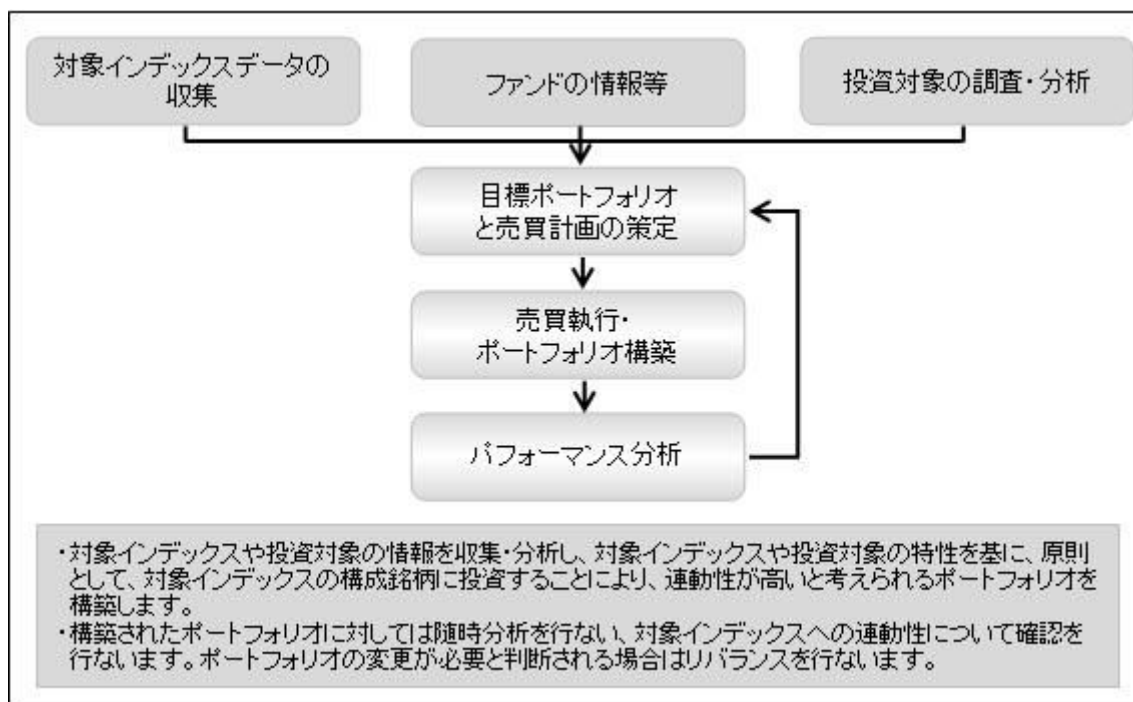 対象インデックスデータの
収集
ファンドの情報等
投資対象の調査・分析
目標ポートフォリオ
と売買計画の策定
売買執行・
ポートフォリオ構築
パフォーマンス分析
・対象インデックスや投資対象の情報を収集・分析し、対象インデックスや投資対象の特性を基に、原則
として、対象インデックスの構成銘柄に投資することにより、連動性が高いと考えられるポートフォリオを
構築します。
・構築されたポートフォリオに対しては随時分析を行ない、対象インデックスへの連動性について確認を
行ないます。ポートフォリオの変更が必要と判断される場合はリバランスを行ないます。